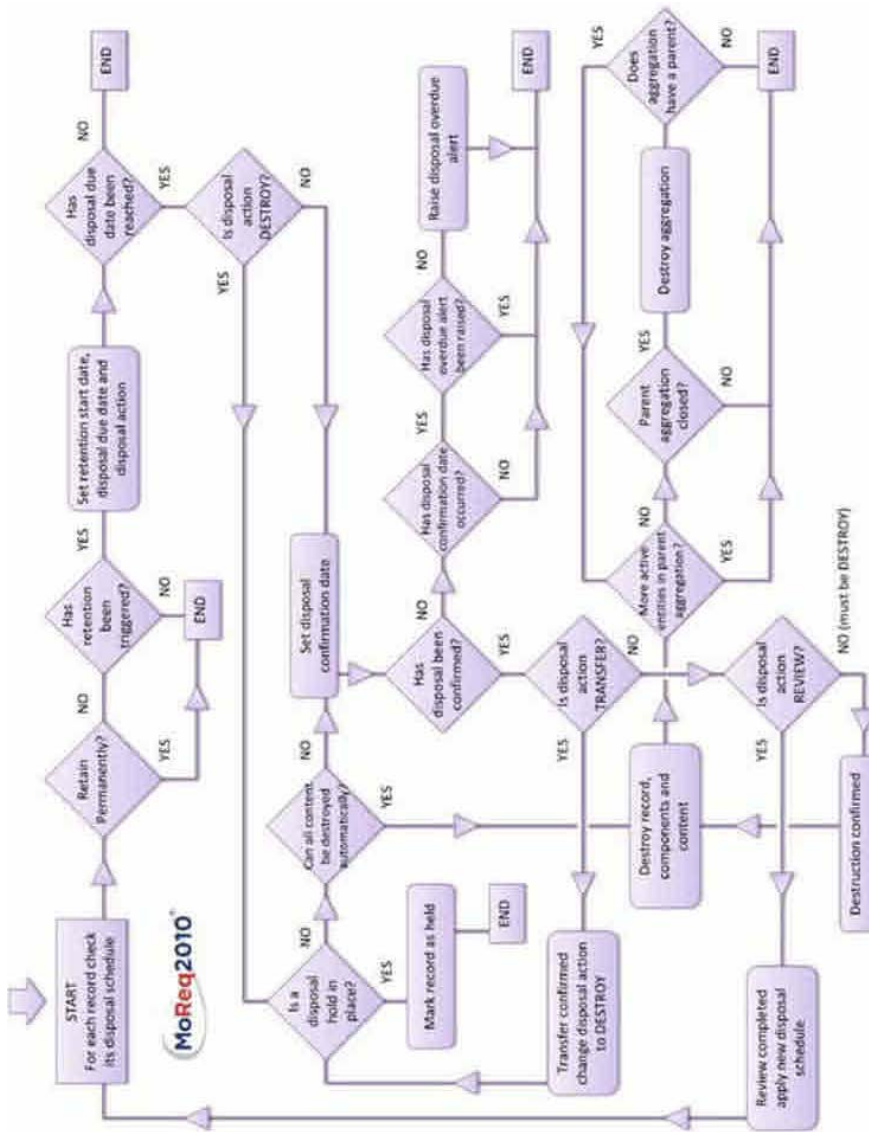 START
For each record check
its disposal schedule
Retain
Permanently?
NO
YES
Has
retention
been
triggered?
YES
NO
END
Set retention start date,
disposal due date and
disposal action
Has
disposal due
date been
reached?
NO
END
YES
MoReq2010®
Is disposal
action
DESTROY?
YES
NO
Is a
disposal
hold in
place?
NO
YES
Mark record as held
END
Can all content
be destroyed
automatically?
NO
YES
Set disposal
confirmation date
Has
disposal been
confirmed?
NO
YES
Has disposal
confirmation date
occurred?
YES
NO
Has disposal
overdue alert
been raised?
NO
YES
Raise disposal overdue
alert
END
Transfer confirmed
change disposal action
to DESTROY
Is disposal
action
TRANSFER?
YES
NO
Destroy record,
components and
content
More active
entities in parent
aggregation?
NO
YES
Parent
aggregation
closed?
YES
NO
Destroy aggregation
Does
aggregation
have a parent?
YES
NO
END
Review completed
apply new disposal
schedule
Is disposal
action
REVIEW?
YES
NO (must be DESTROY)
Destruction confirmed